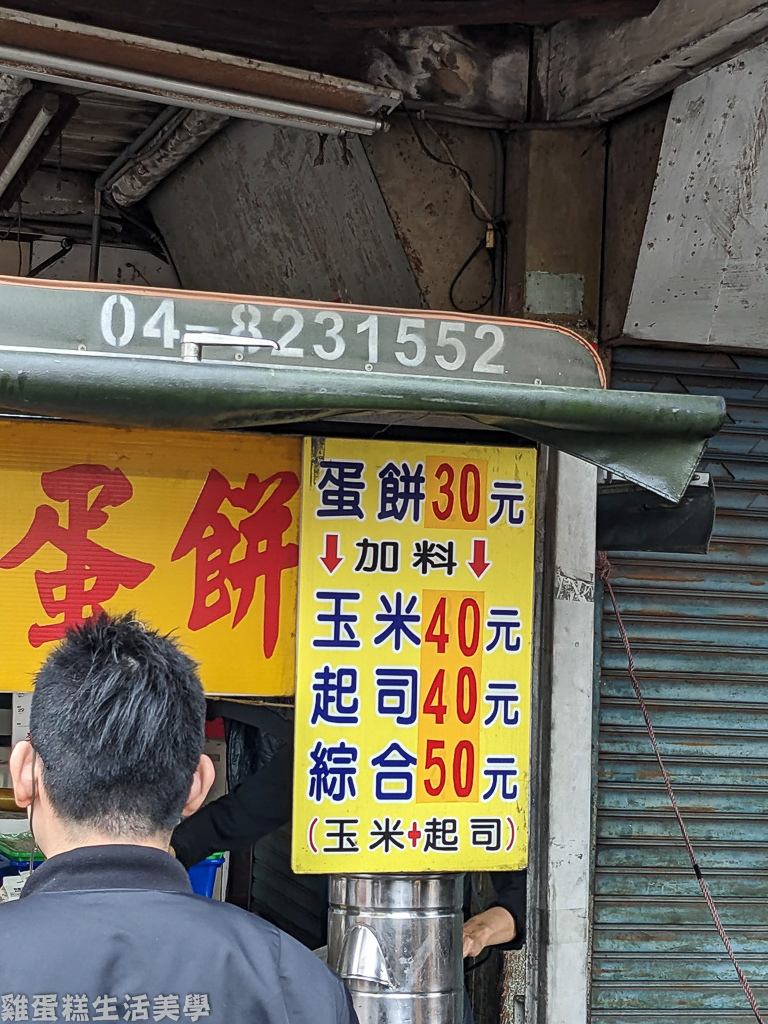 04-8231552
蛋餅
蛋餅30元
↓加料↓
玉米40元
起司40元
綜合50元
(玉米+起司)
雞蛋糕生活美學